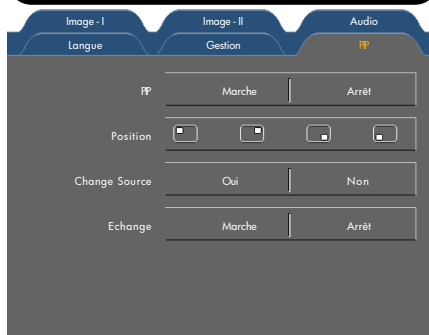 Image - I Image - II Audio
Langue Gestion PIP
PIP Marche Arrêt
Position
Change Source Oui Non
Echange Marche Arrêt